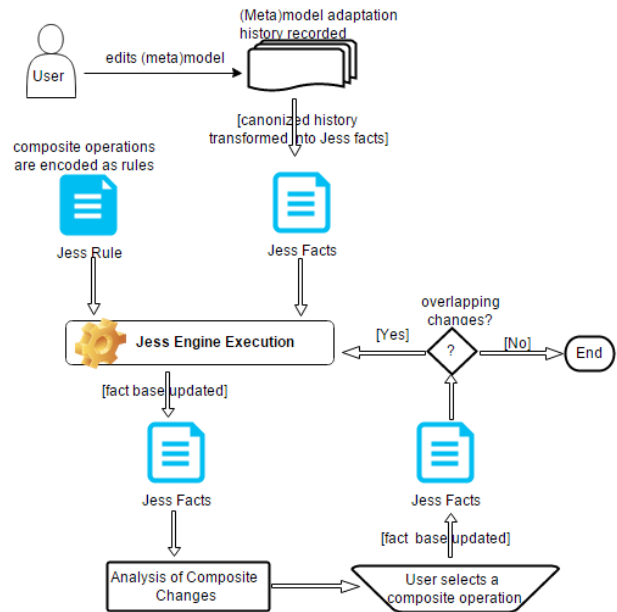 (Meta)model adaptation
history recorded
User
edits (meta)model
[canonized history
transformed into Jess facts]
composite operations
are encoded as rules
Jess Rule
Jess Facts
overlapping
changes?
Jess Engine Execution
[Yes]
?
[No]
End
[fact base updated]
Jess Facts
Jess Facts
[fact base updated]
Analysis of Composite
Changes
User selects a
composite operation